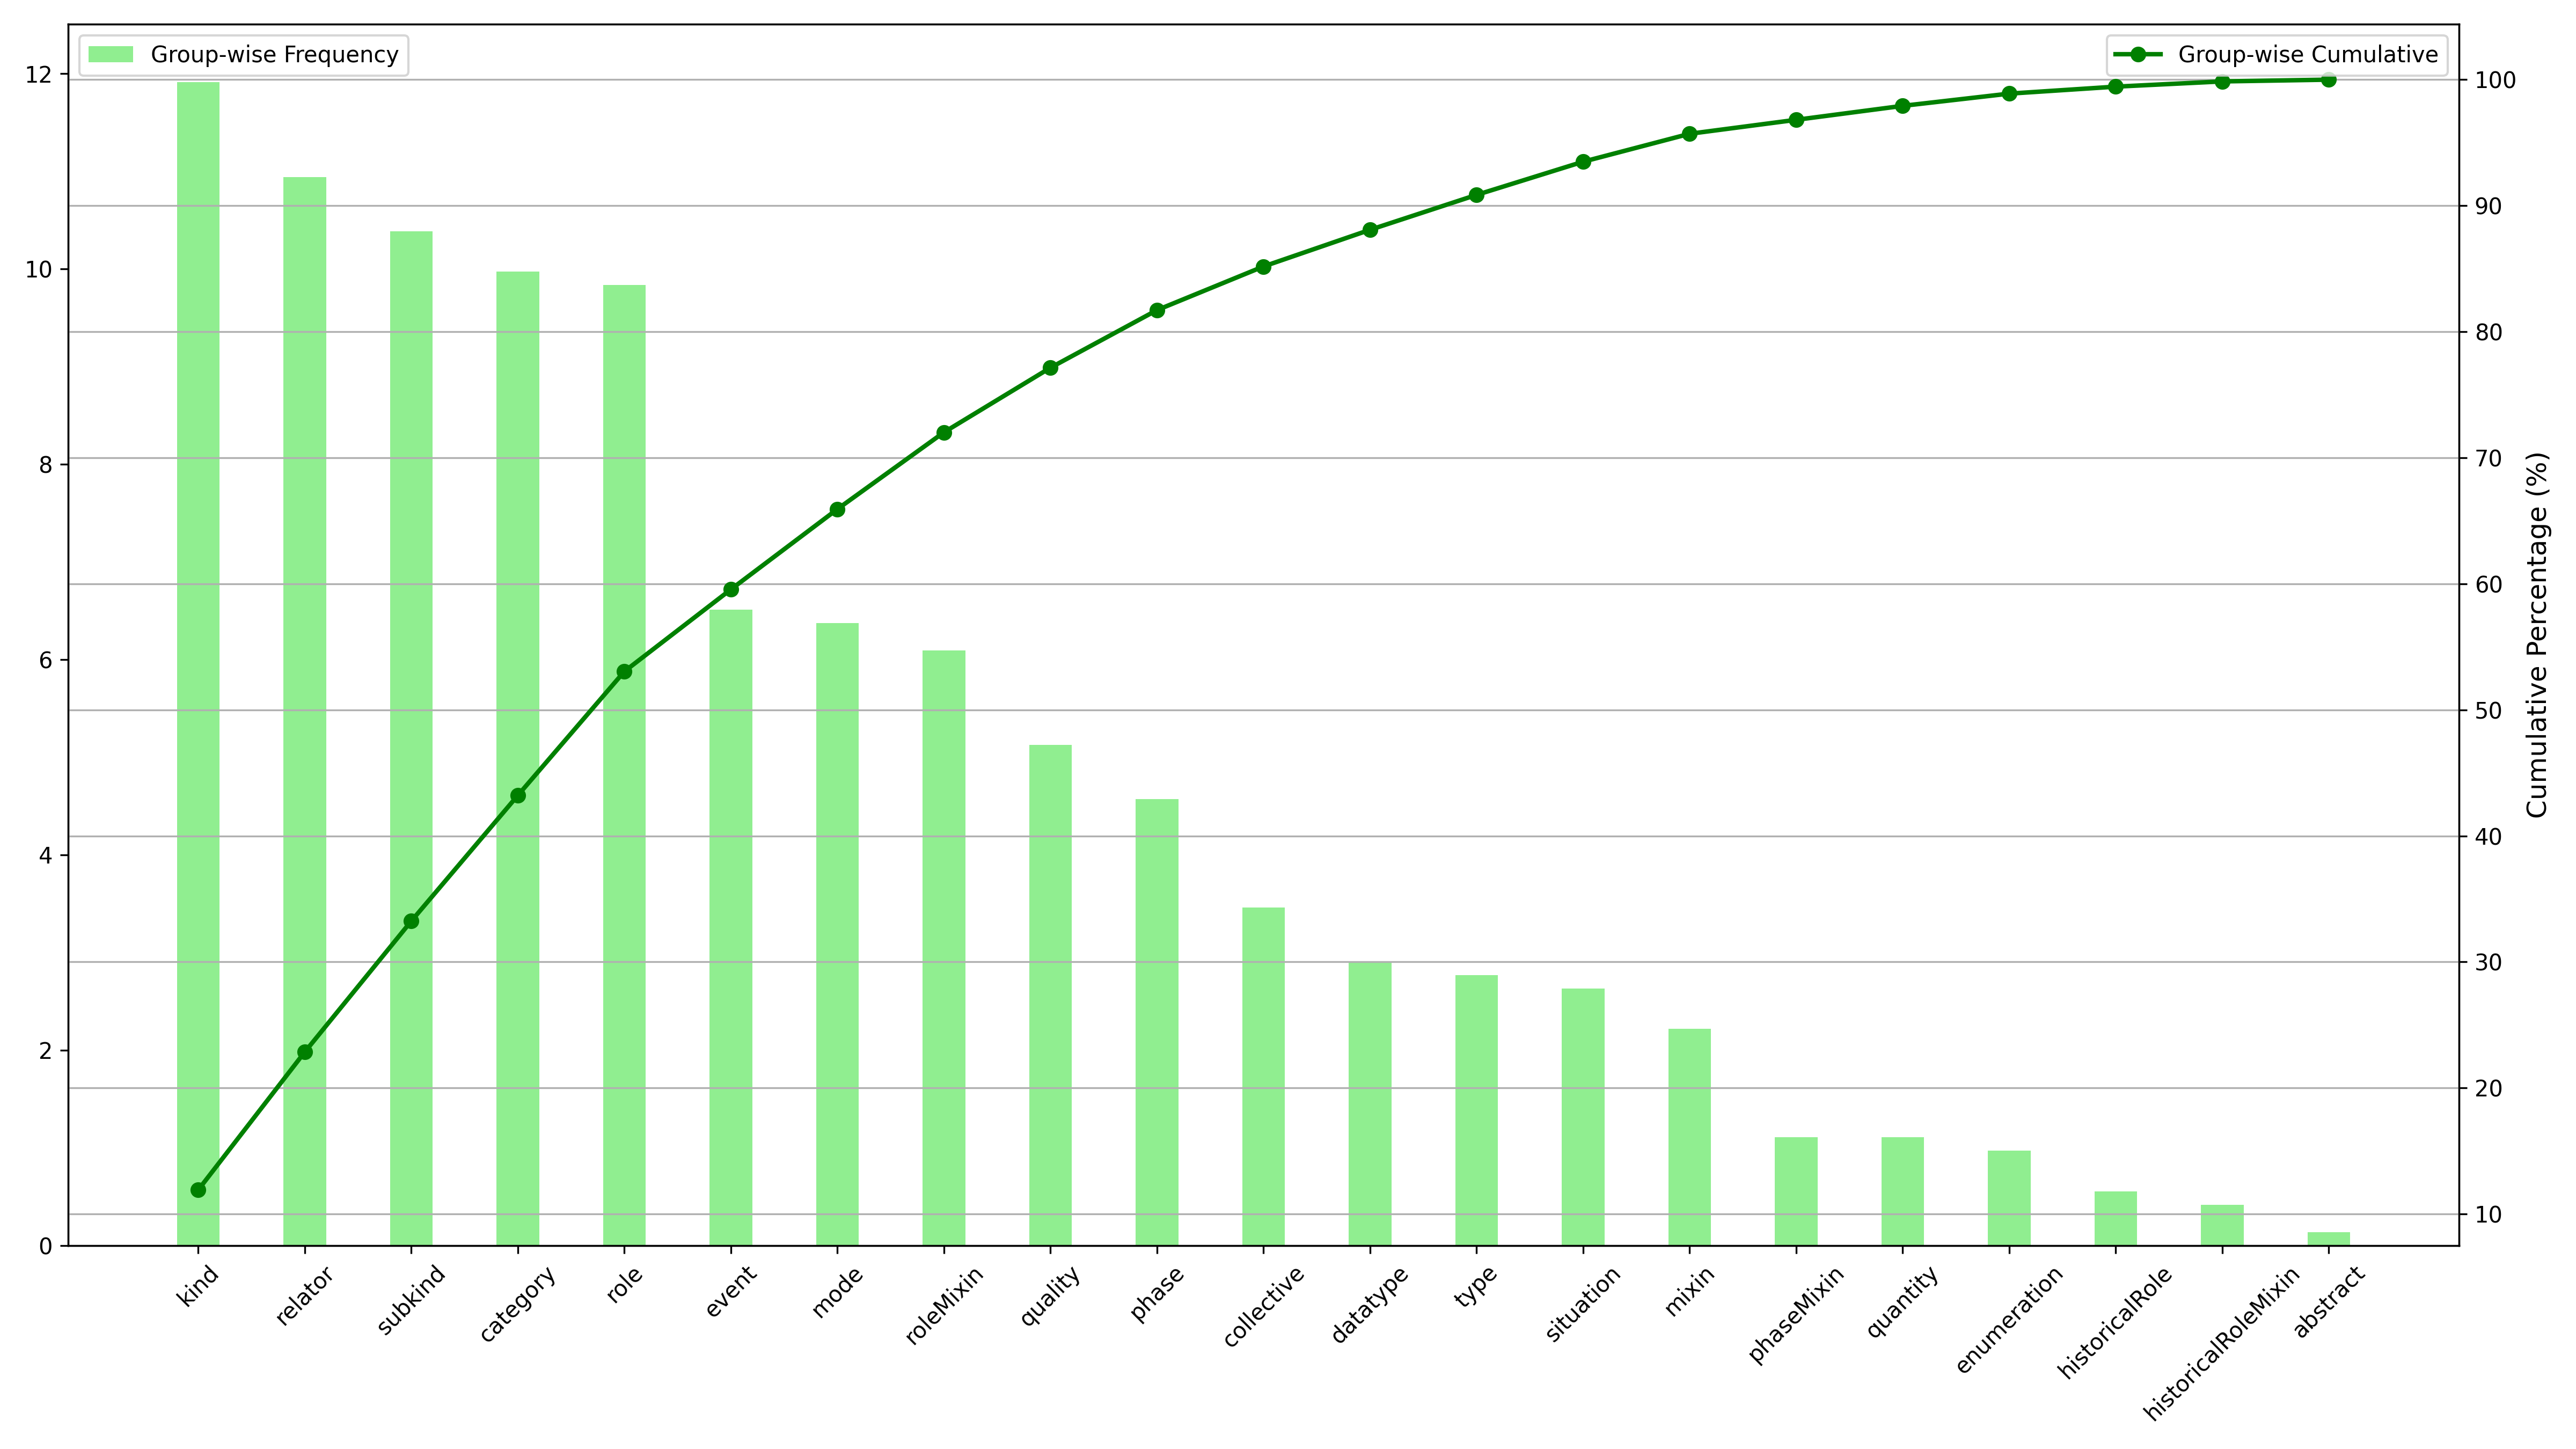 Group-wise Frequency
Group-wise Cumulative
12
10
8
6
4
2
0
100
90
80
70
60
50
40
30
20
10
Cumulative Percentage (%)
kind
relator
subkind
category
role
event
mode
roleMixin
quality
phase
collective
datatype
type
situation
mixin
phaseMixin
quantity
enumeration
historicalRole
historicalRoleMixin
abstract